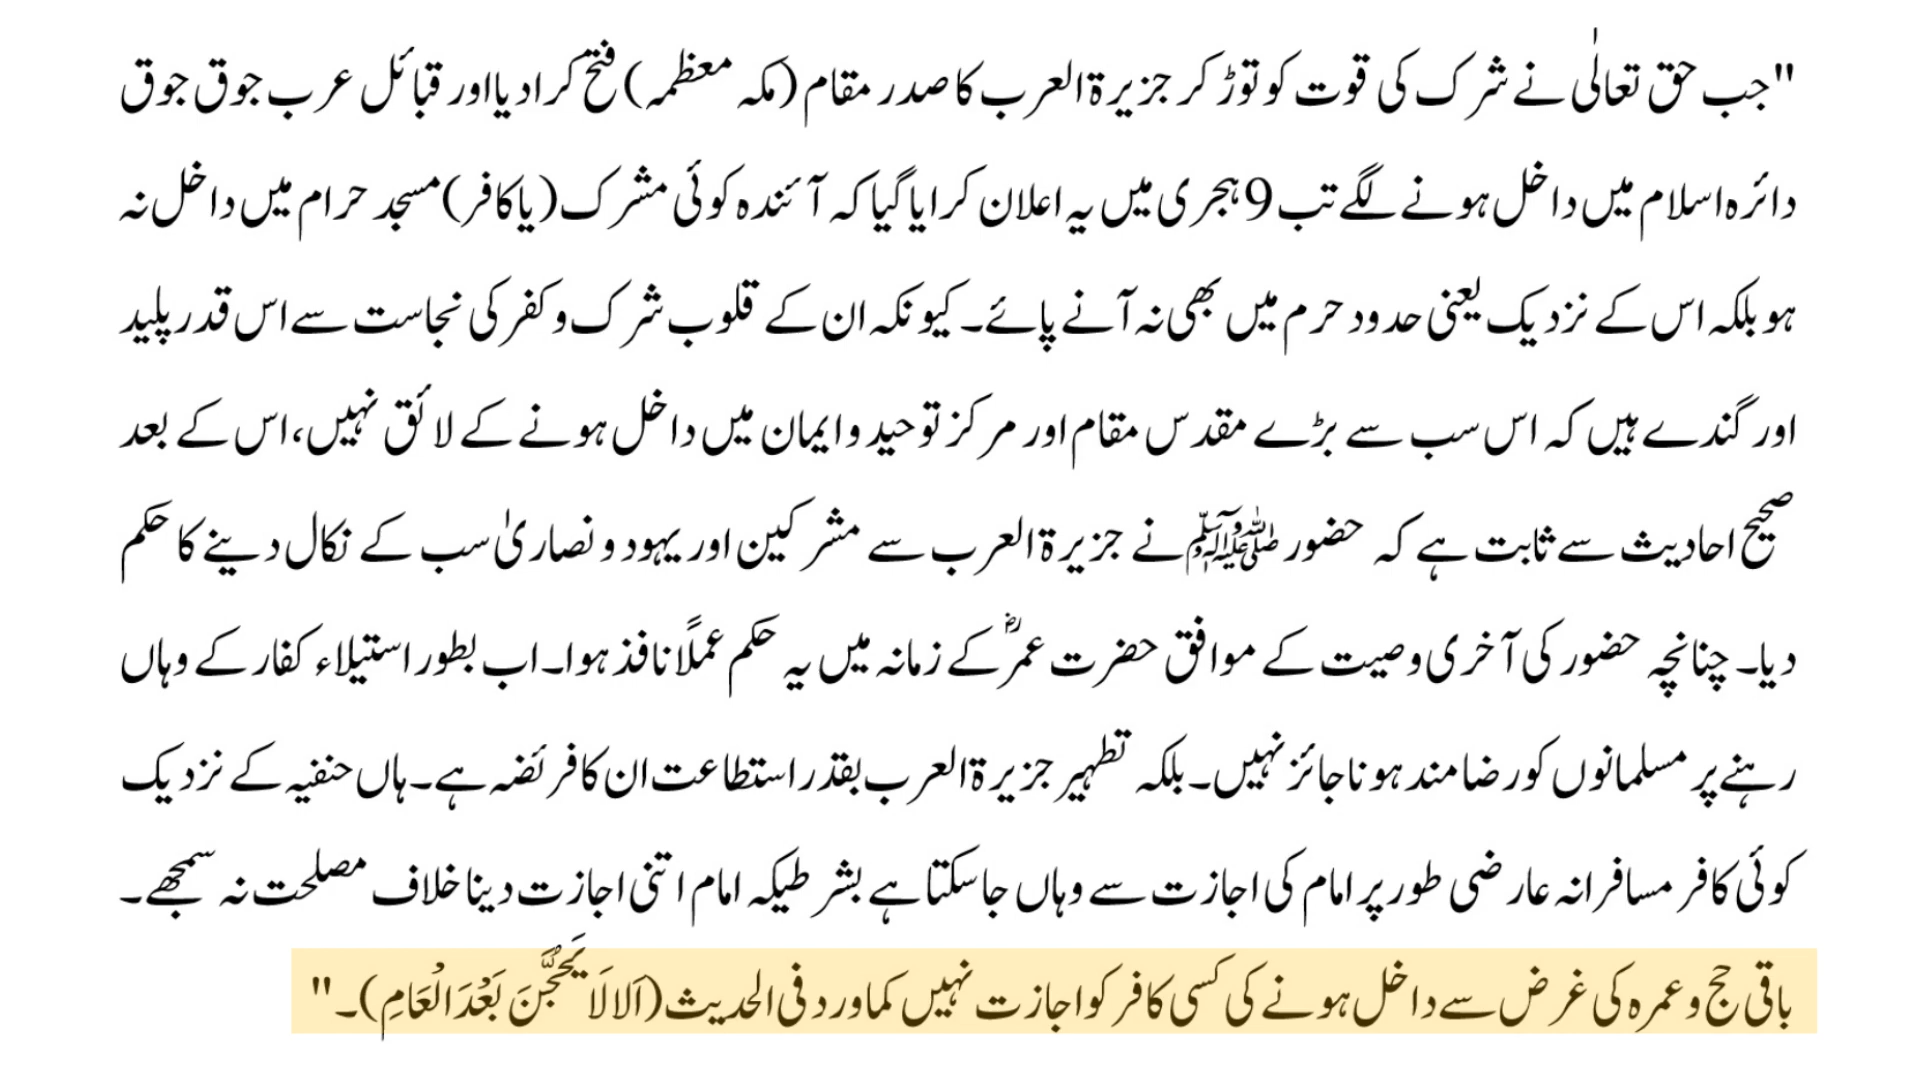 "جب حق تعالٰی نے شرک کی قوت کو توڑ کر جزیرۃ العرب کا صدر مقام (مکہ معظمہ) فتح کرا دیا اور قبائل عرب جوق جوق
دائرہ اسلام میں داخل ہونے لگے تب 9 ہجری میں یہ اعلان کرایا گیا کہ آئندہ کوئی مشرک (یا کافر) مسجد حرام میں داخل نہ
ہو بلکہ اس کے نزدیک یعنی حدود حرم میں بھی نہ آنے پائے۔ کیونکہ ان کے قلوب شرک و کفر کی نجاست سے اس قدر پلید
اور گندے ہیں کہ اس سب سے بڑے مقدس مقام اور مرکز توحید و ایمان میں داخل ہونے کے لائق نہیں، اس کے بعد
صحیح احادیث سے ثابت ہے کہ حضور ﷺ نے جزیرۃ العرب سے مشرکین اور یہود و نصاریٰ سب کے نکال دینے کا حکم
دیا۔ چنانچہ حضور کی آخری وصیت کے موافق حضرت عمرؓ کے زمانہ میں یہ حکم عملاً نافذ ہوا۔ اب بطور استیلاء کفار کے وہاں
رہنے پر مسلمانوں کو رضامند ہونا جائز نہیں۔ بلکہ تطہیر جزیرۃ العرب بقدر استطاعت ان کا فرئضہ ہے۔ ہاں حنفیہ کے نزدیک
کوئی کافر مسافرانہ عارضی طور پر امام کی اجازت سے وہاں جا سکتا ہے بشرطیکہ امام اتنی اجازت دینا خلاف مصلحت نہ سمجھے۔
باقی حج و عمرہ کی غرض سے داخل ہونے کی کسی کافر کو اجازت نہیں کما ورد فی الحدیث (اَلا لَا یَحُجَّنَّ بَعْدَ الْعَامِ)۔"